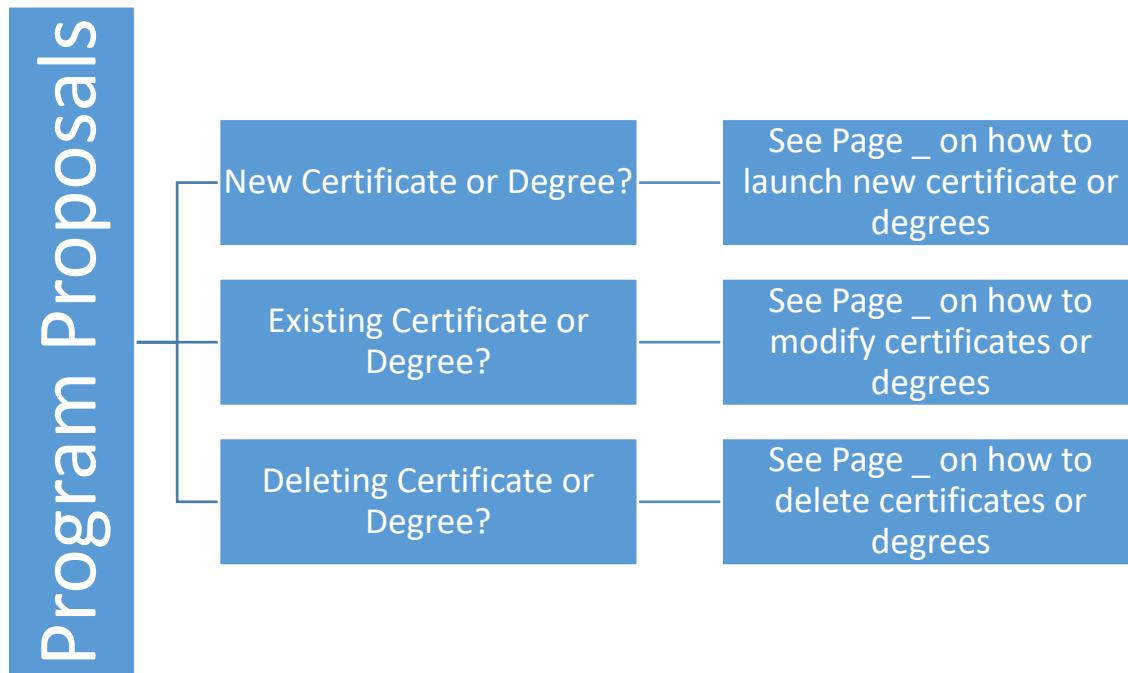 Program Proposals
New Certificate or Degree?
See Page _ on how to
launch new certificate or
degrees
Existing Certificate or
Degree?
See Page _ on how to
modify certificates or
degrees
Deleting Certificate or
Degree?
See Page _ on how to
delete certificates or
degrees